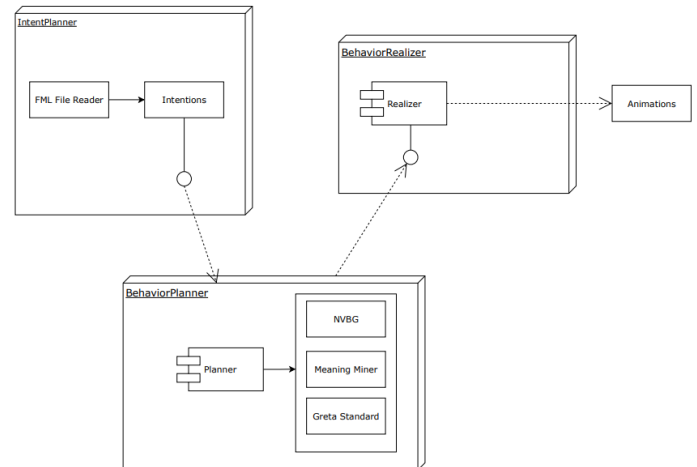 IntentPlanner
FML File Reader
Intentions
BehaviorRealizer
Realizer
Animations
BehaviorPlanner
Planner
NVBG
Meaning Miner
Greta Standard